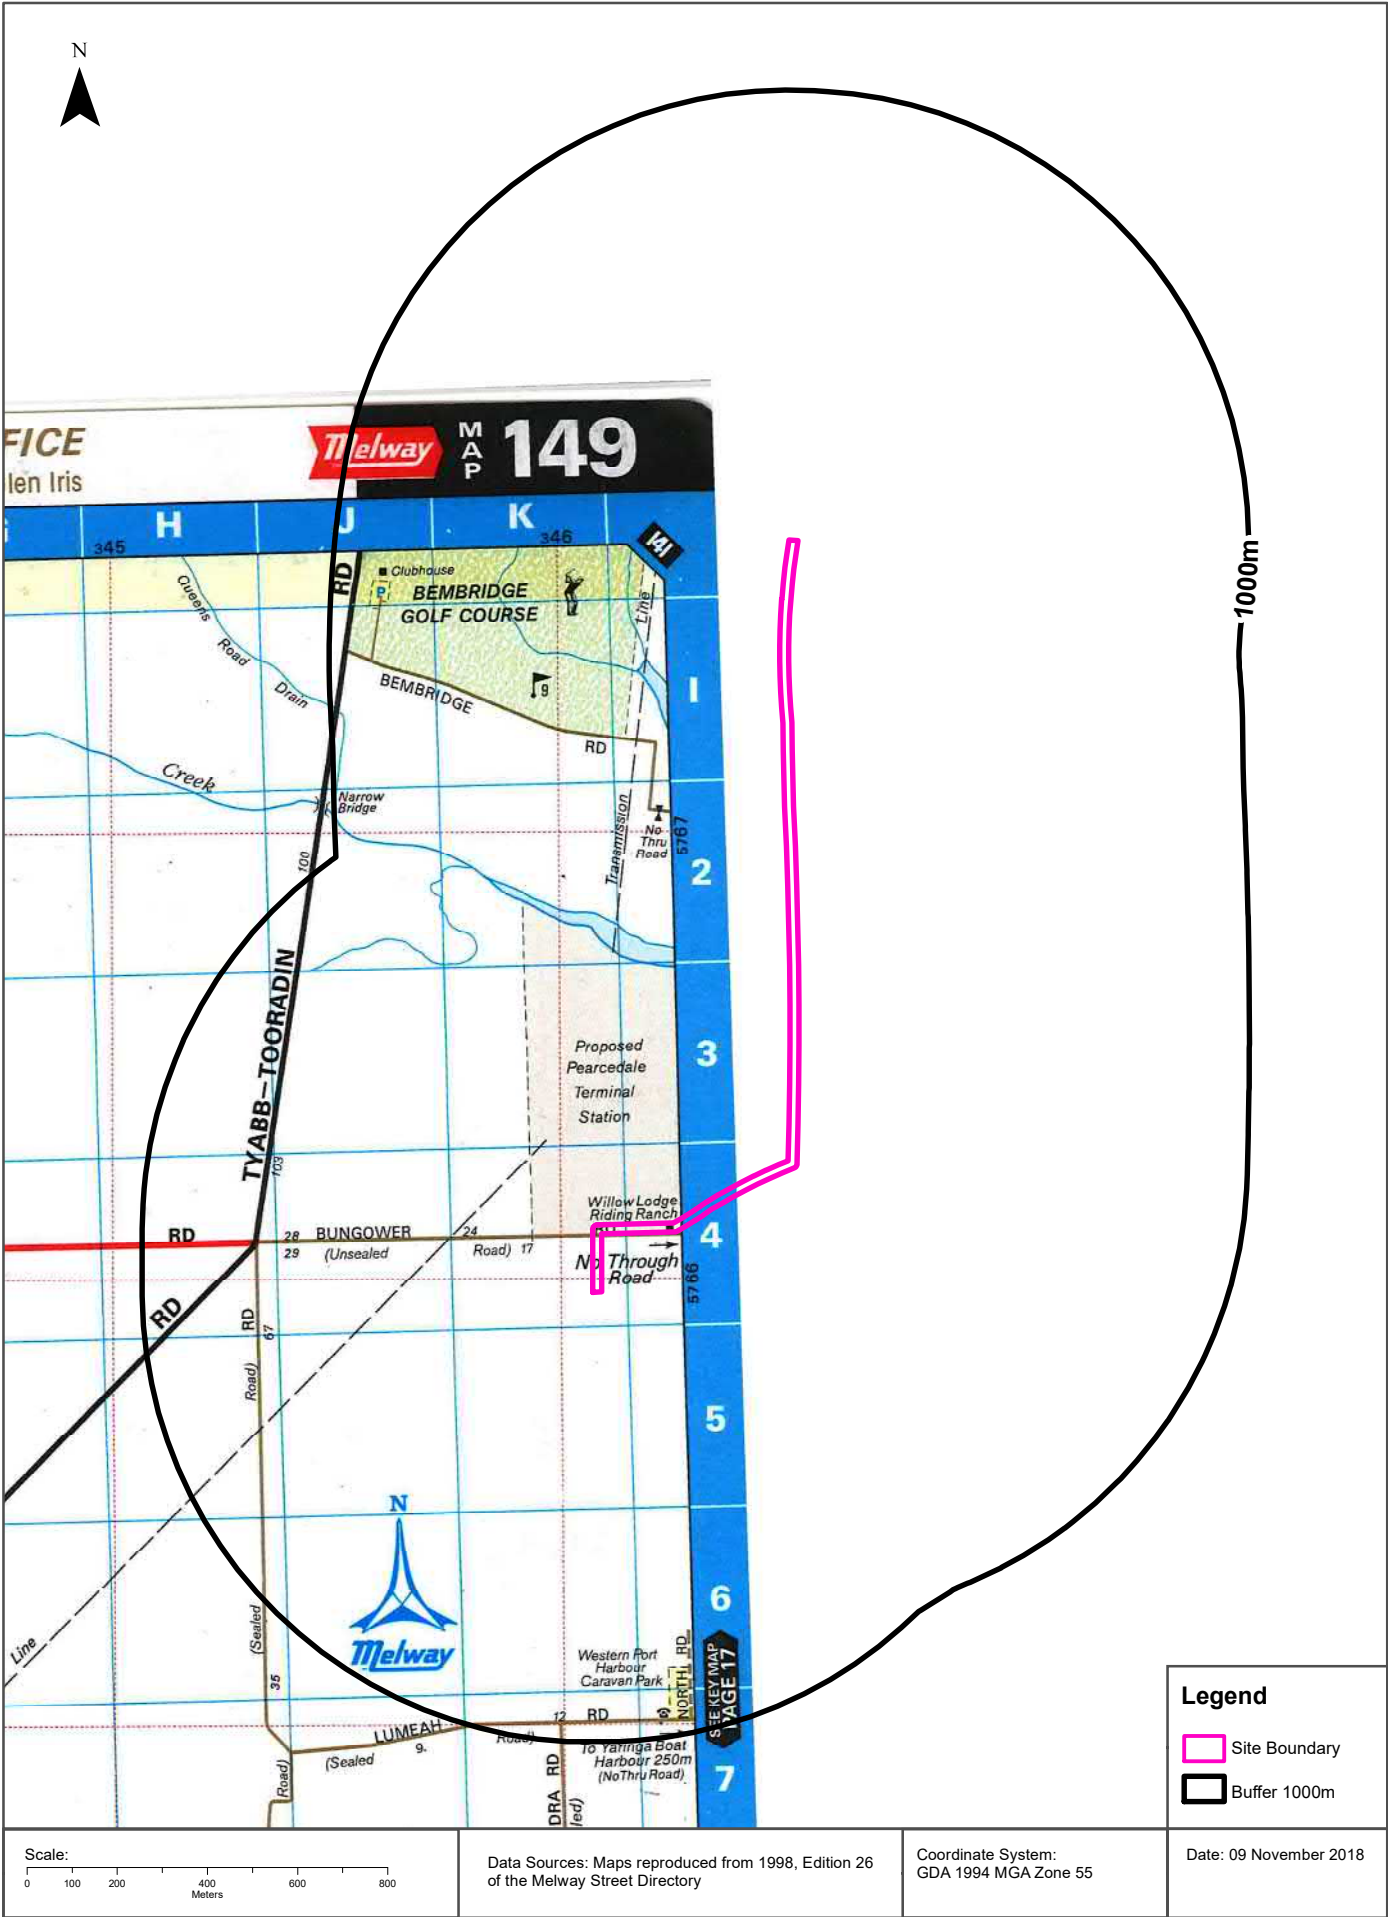 N
FICE
len Iris
Melway
MAP
149
H
J
K
345
346
141
RD
Clubhouse
P
BEMBRIDGE
GOLF COURSE
Line
Queens
Road
Drain
BEMBRIDGE
9
RD
1
1000m
Creek
Narrow
Bridge
100
Transmission
No
Thru
Road
5767
2
TYABB–TOORADIN
Proposed
Pearcedale
Terminal
Station
3
103
Willow Lodge
Riding Ranch
RD
28
BUNGOWER
24
RD
4
29
(Unsealed
Road)
17
No Through
Road
5766
RD
RD
67
Road)
5
N
Melway
6
Line
(Sealed
35
Western Port
Harbour
Caravan Park
NORTH RD
SEE KEY MAP
PAGE 17
12
RD
LUMEAH
Road)
(Sealed
9.
To Yaringa Boat
Harbour 250m
(No Thru Road)
Road)
DRA RD
led)
7
Legend
Site Boundary
Buffer 1000m
Scale:
0 100 200 400 600 800
Meters
Data Sources: Maps reproduced from 1998, Edition 26
of the Melway Street Directory
Coordinate System:
GDA 1994 MGA Zone 55
Date: 09 November 2018